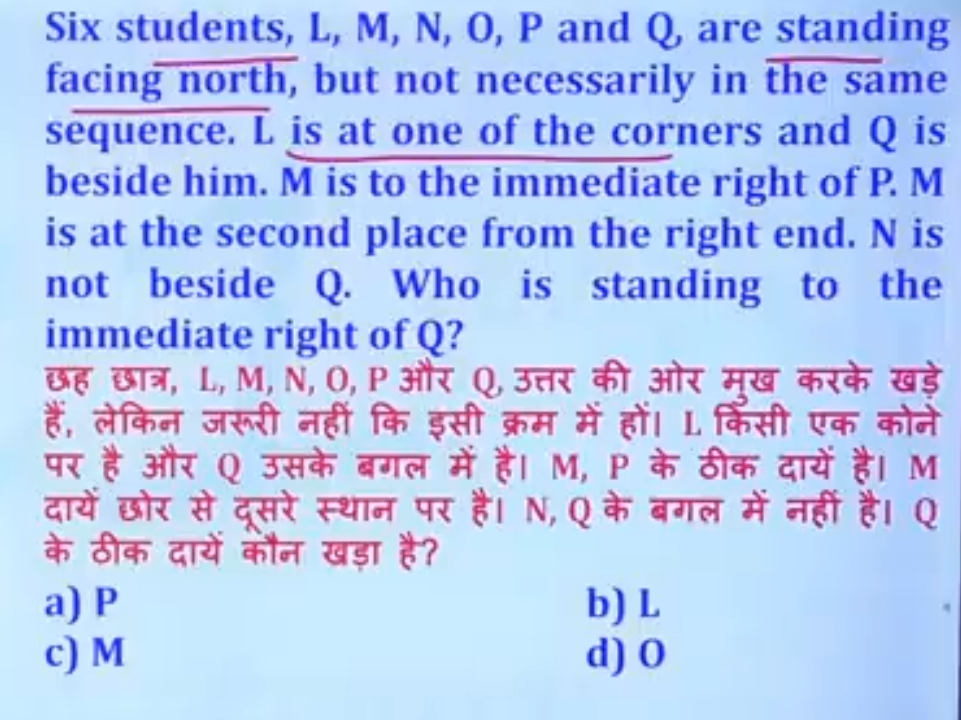 Six students, L, M, N, O, P and Q, are standing
facing north, but not necessarily in the same
sequence. L is at one of the corners and Q is
beside him. M is to the immediate right of P. M
is at the second place from the right end. N is
not beside Q. Who is standing to the
immediate right of Q?
छह छात्र, L, M, N, O, P और Q, उत्तर की ओर मुख करके खड़े
हैं, लेकिन जरूरी नहीं कि इसी क्रम में हों। L किसी एक कोने
पर है और Q उसके बगल में है। M, P के ठीक दायें है। M
दायें छोर से दूसरे स्थान पर है। N, Q के बगल में नहीं है। Q
के ठीक दायें कौन खड़ा है?
a) P b) L
c) M d) O